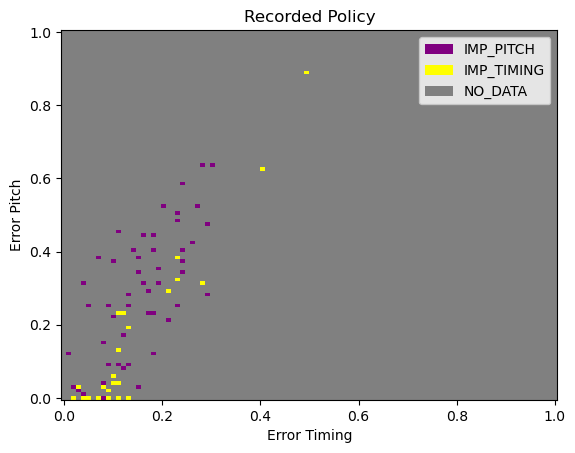 Recorded Policy
IMP_PITCH
IMP_TIMING
NO_DATA
1.0
0.8
0.6
0.4
0.2
0.0
Error Pitch
0.0 0.2 0.4 0.6 0.8 1.0
Error Timing